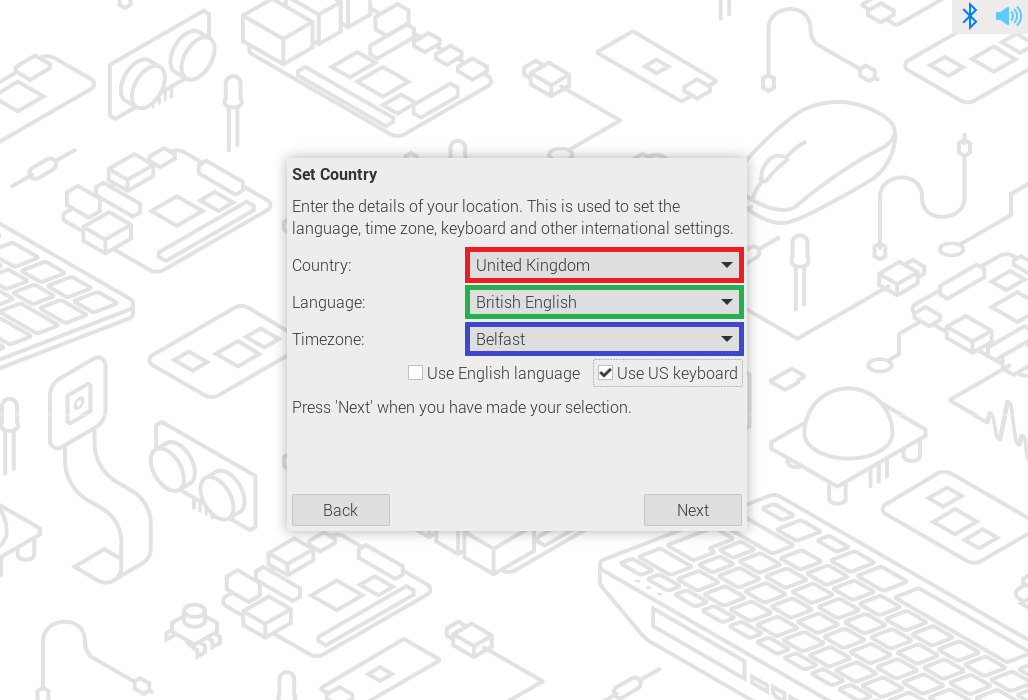 Set Country
Enter the details of your location. This is used to set the
language, time zone, keyboard and other international settings.
Country: United Kingdom
Language: British English
Timezone: Belfast
Use English language Use US keyboard
Press 'Next' when you have made your selection.
Back Next